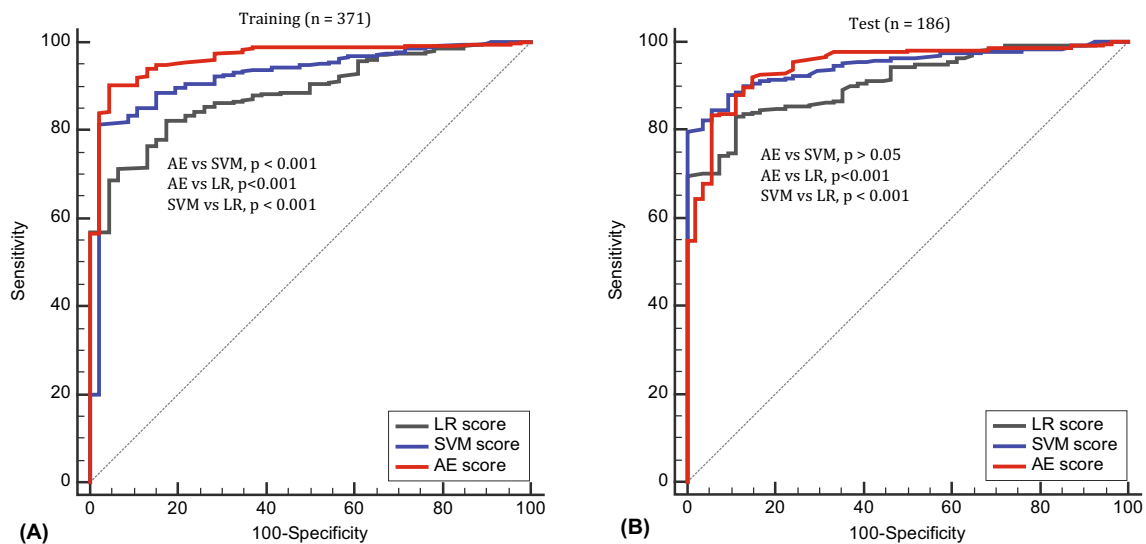 Training (n = 371)
100
80
60
40
20
0
Sensitivity
AE vs SVM, p < 0.001
AE vs LR, p<0.001
SVM vs LR, p < 0.001
LR score
SVM score
AE score
0 20 40 60 80 100
100-Specificity
(A)
Test (n = 186)
100
80
60
40
20
0
Sensitivity
AE vs SVM, p > 0.05
AE vs LR, p<0.001
SVM vs LR, p < 0.001
LR score
SVM score
AE score
0 20 40 60 80 100
100-Specificity
(B)